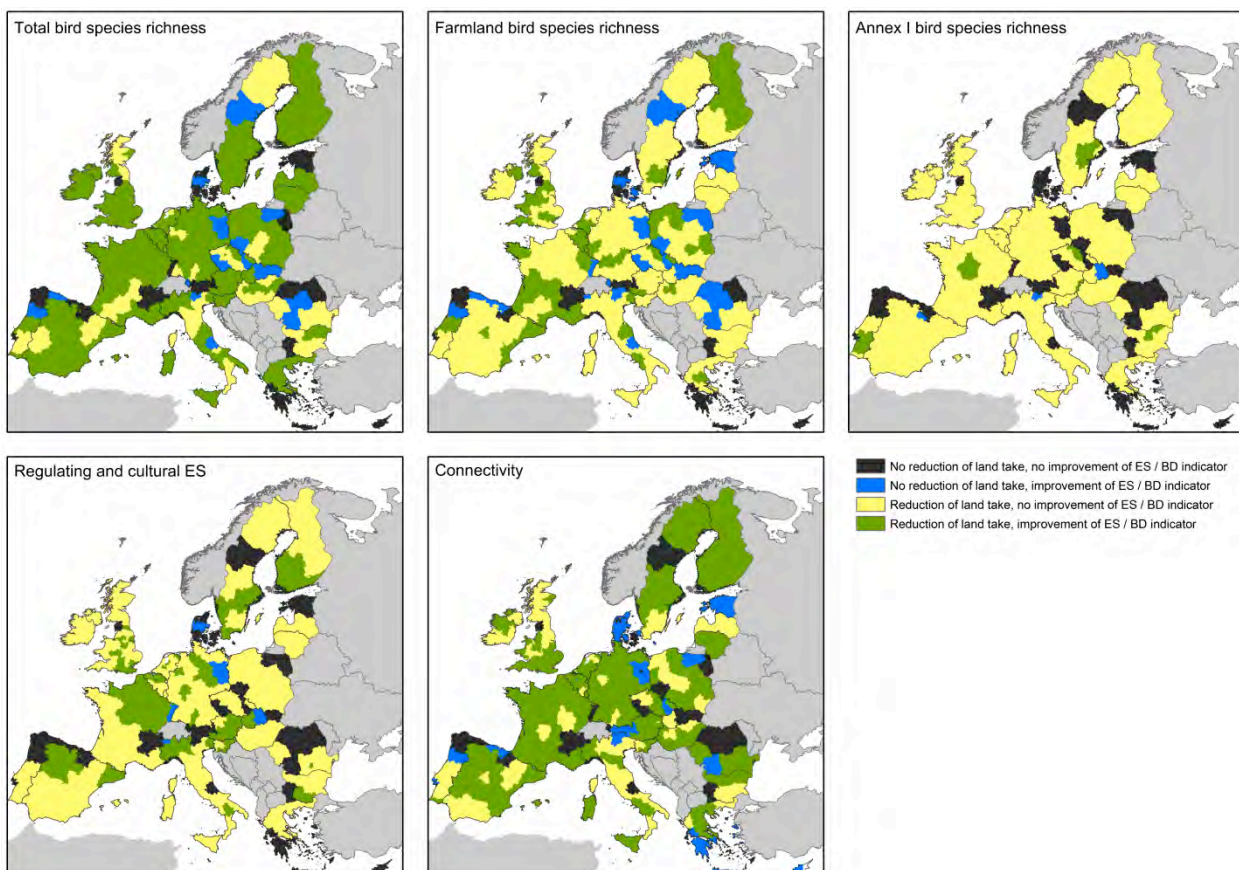 Total bird species richness
Farmland bird species richness
Annex I bird species richness
Regulating and cultural ES
Connectivity
No reduction of land take, no improvement of ES / BD indicator
No reduction of land take, improvement of ES / BD indicator
Reduction of land take, no improvement of ES / BD indicator
Reduction of land take, improvement of ES / BD indicator